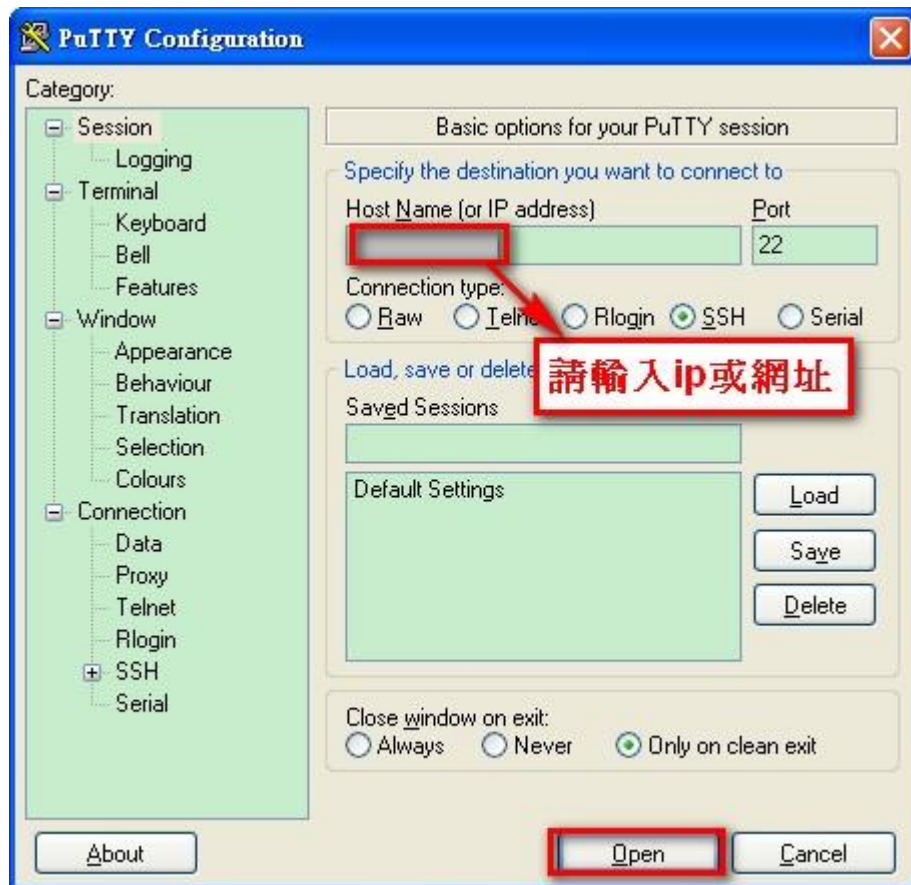 PuTTY Configuration
Category:
Session
Logging
Terminal
Keyboard
Bell
Features
Window
Appearance
Behaviour
Translation
Selection
Colours
Connection
Data
Proxy
Telnet
Rlogin
SSH
Serial
Basic options for your PuTTY session
Specify the destination you want to connect to
Host Name (or IP address) Port
22
Connection type:
Raw Rlogin SSH Serial
請輸入ip或網址
Load, save or delete
Saved Sessions
Default Settings
Load
Save
Delete
Close window on exit:
Always Never Only on clean exit
About Open Cancel